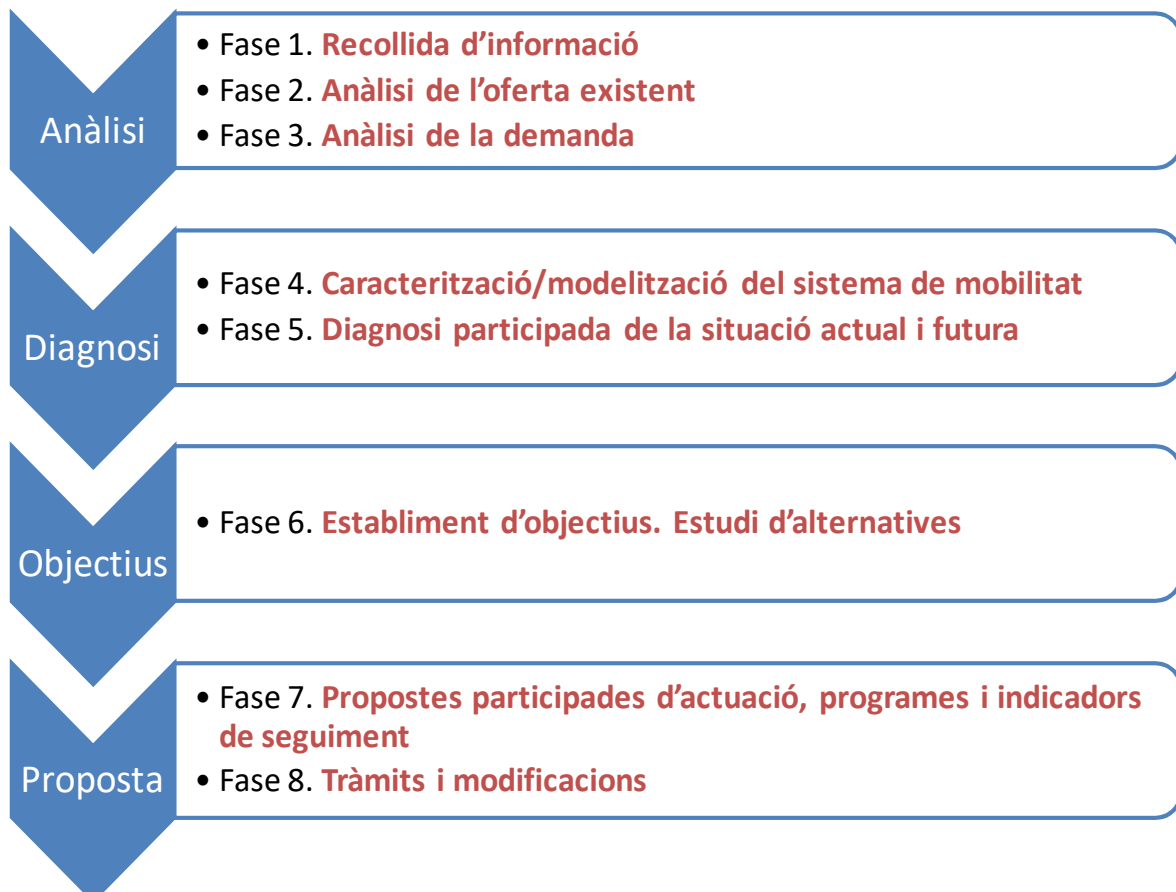 Anàlisi
• Fase 1. Recollida d’informació
• Fase 2. Anàlisi de l’oferta existent
• Fase 3. Anàlisi de la demanda
Diagnosi
• Fase 4. Caracterització/modelització del sistema de mobilitat
• Fase 5. Diagnosi participada de la situació actual i futura
Objectius
• Fase 6. Establiment d’objectius. Estudi d’alternatives
Proposta
• Fase 7. Propostes participades d’actuació, programes i indicadors
de seguiment
• Fase 8. Tràmits i modificacions